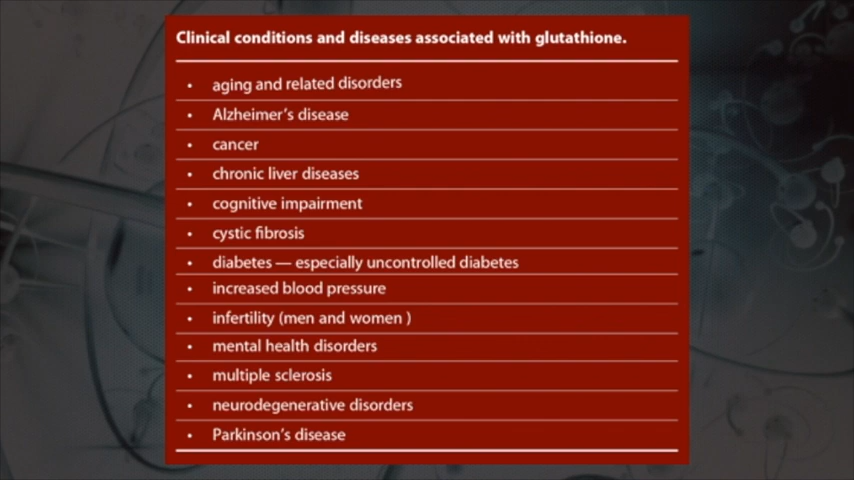 Clinical conditions and diseases associated with glutathione.
• aging and related disorders
• Alzheimer's disease
• cancer
• chronic liver diseases
• cognitive impairment
• cystic fibrosis
• diabetes — especially uncontrolled diabetes
• increased blood pressure
• infertility (men and women )
• mental health disorders
• multiple sclerosis
• neurodegenerative disorders
• Parkinson's disease